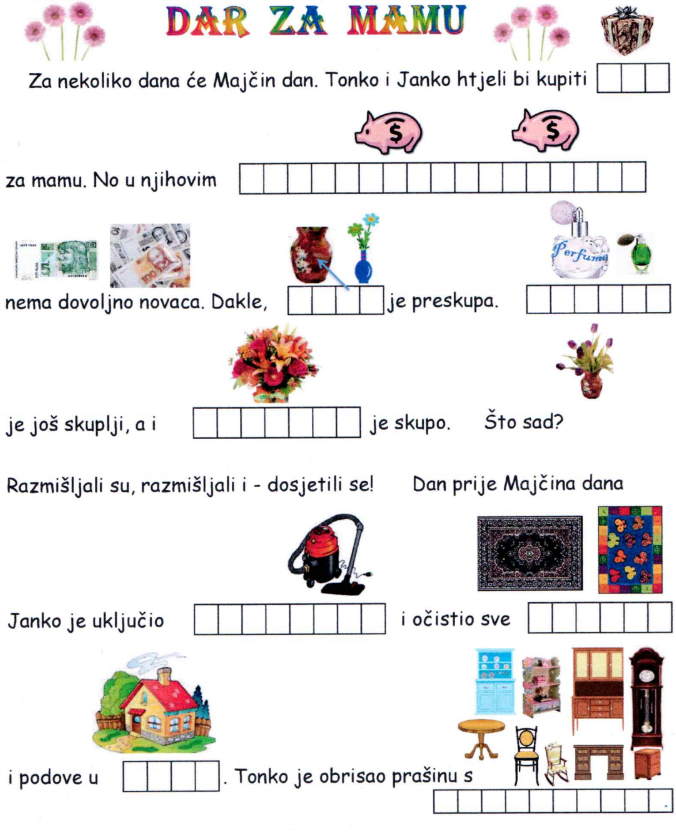 DAR ZA MAMU
Za nekoliko dana će Majčin dan. Tonko i Janko htjeli bi kupiti
$ $
za mamu. No u njihovim
Perfume
nema dovoljno novaca. Dakle, je preskupa.
je još skuplji, a i je skupo. Što sad?
Razmišljali su, razmišljali i - dosjetili se! Dan prije Majčina dana
Janko je uključio i očistio sve
i podove u . Tonko je obrisao prašinu s
.